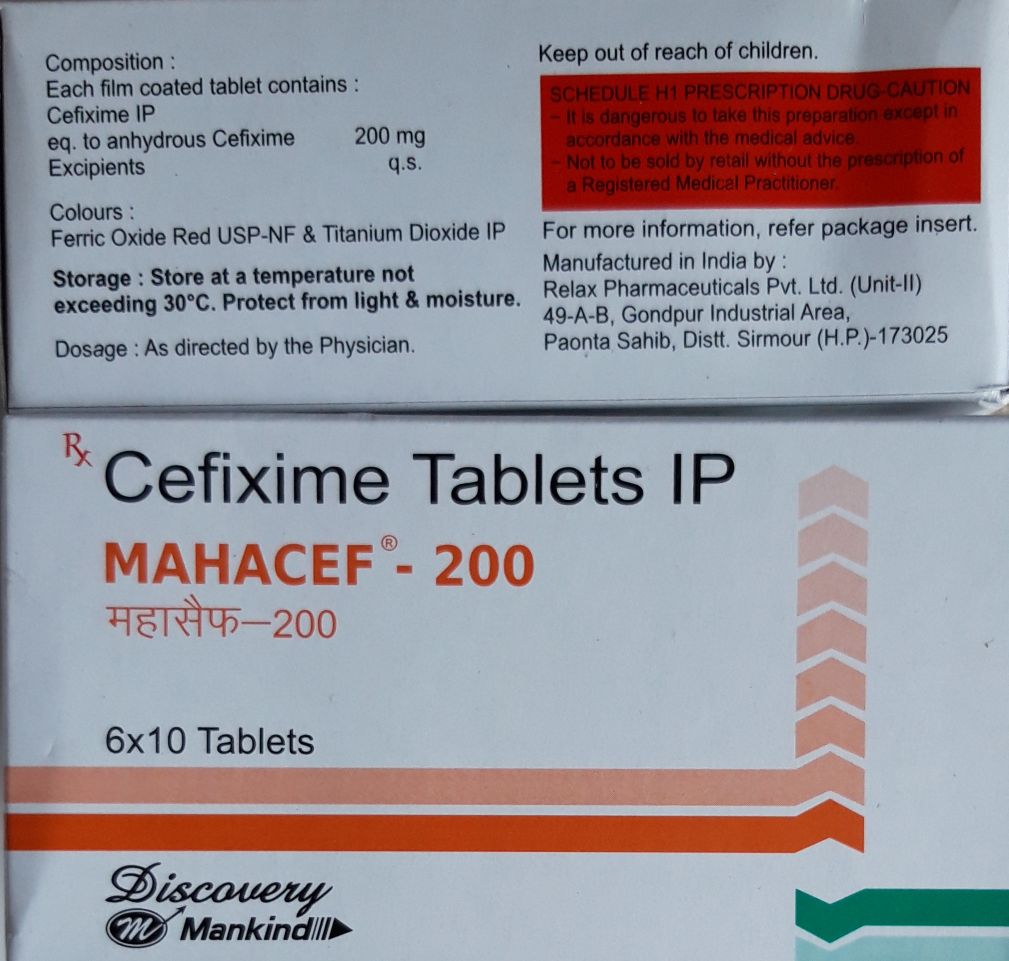 Composition :
Each film coated tablet contains :
Cefixime IP
eq. to anhydrous Cefixime 200 mg
Excipients q.s.
Colours :
Ferric Oxide Red USP-NF & Titanium Dioxide IP
Storage : Store at a temperature not
exceeding 30°C. Protect from light & moisture.
Dosage : As directed by the Physician.
Keep out of reach of children.
SCHEDULE H1 PRESCRIPTION DRUG-CAUTION
– It is dangerous to take this preparation except in
accordance with the medical advice.
– Not to be sold by retail without the prescription of
a Registered Medical Practitioner.
For more information, refer package insert.
Manufactured in India by :
Relax Pharmaceuticals Pvt. Ltd. (Unit-II)
49-A-B, Gondpur Industrial Area,
Paonta Sahib, Distt. Sirmour (H.P.)-173025
Rx Cefixime Tablets IP
MAHACEF® - 200
महासैफ–200
6x10 Tablets
Discovery
m Mankind